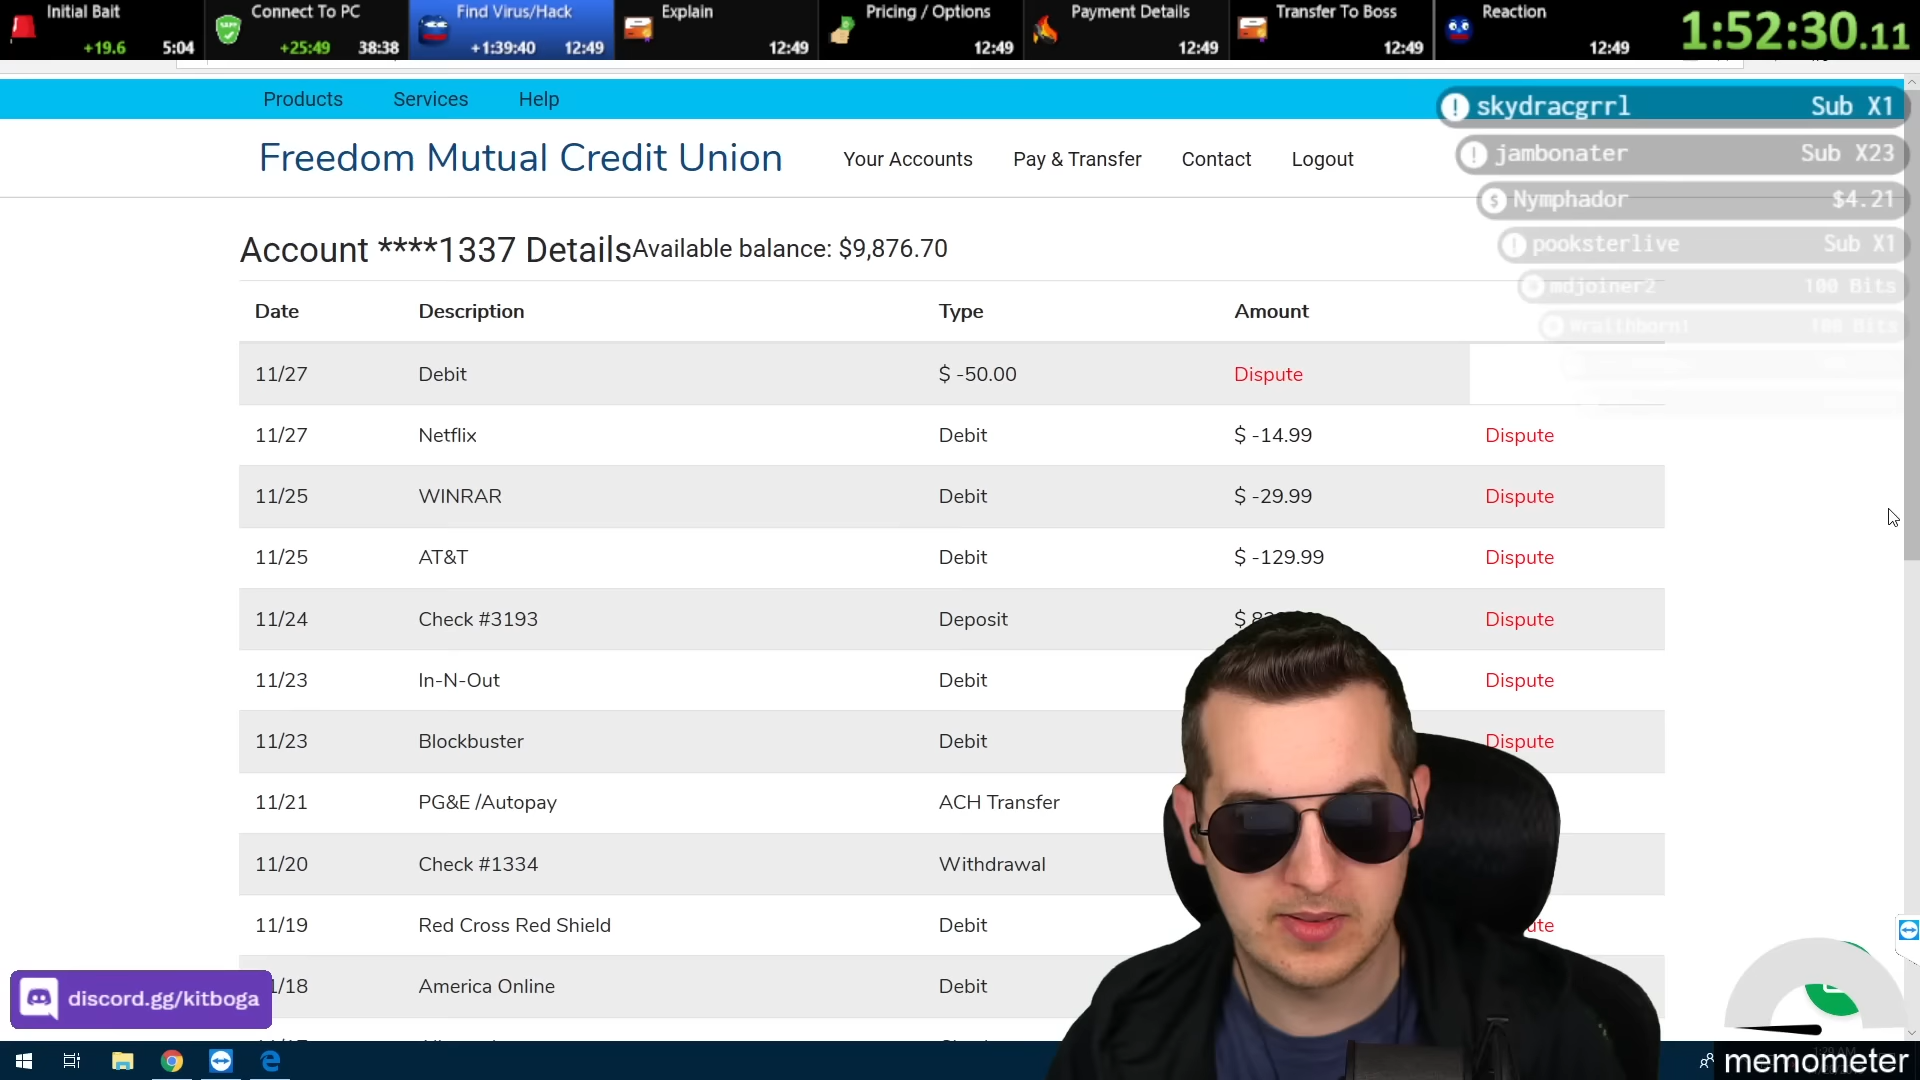 Initial Bait
+19.6 5:04
Connect To PC
+25:49 38:38
Find Virus/Hack
+1:39:40 12:49
Explain
12:49
Pricing / Options
12:49
Payment Details
12:49
Transfer To Boss
12:49
Reaction
12:49
1:52:30.11
Products Services Help
Freedom Mutual Credit Union Your Accounts Pay & Transfer Contact Logout
skydracgrrl Sub X1
jambonater Sub X23
Nymphador $4.21
pooksterlive Sub X1
mdjoiner2 100 Bits
Account ****1337 Details Available balance: $9,876.70
Date Description Type Amount
11/27 Debit $ -50.00 Dispute
11/27 Netflix Debit $ -14.99 Dispute
11/25 WINRAR Debit $ -29.99 Dispute
11/25 AT&T Debit $ -129.99 Dispute
11/24 Check #3193 Deposit $ Dispute
11/23 In-N-Out Debit Dispute
11/23 Blockbuster Debit Dispute
11/21 PG&E /Autopay ACH Transfer
11/20 Check #1334 Withdrawal
11/19 Red Cross Red Shield Debit
1/18 America Online Debit
discord.gg/kitboga
memometer